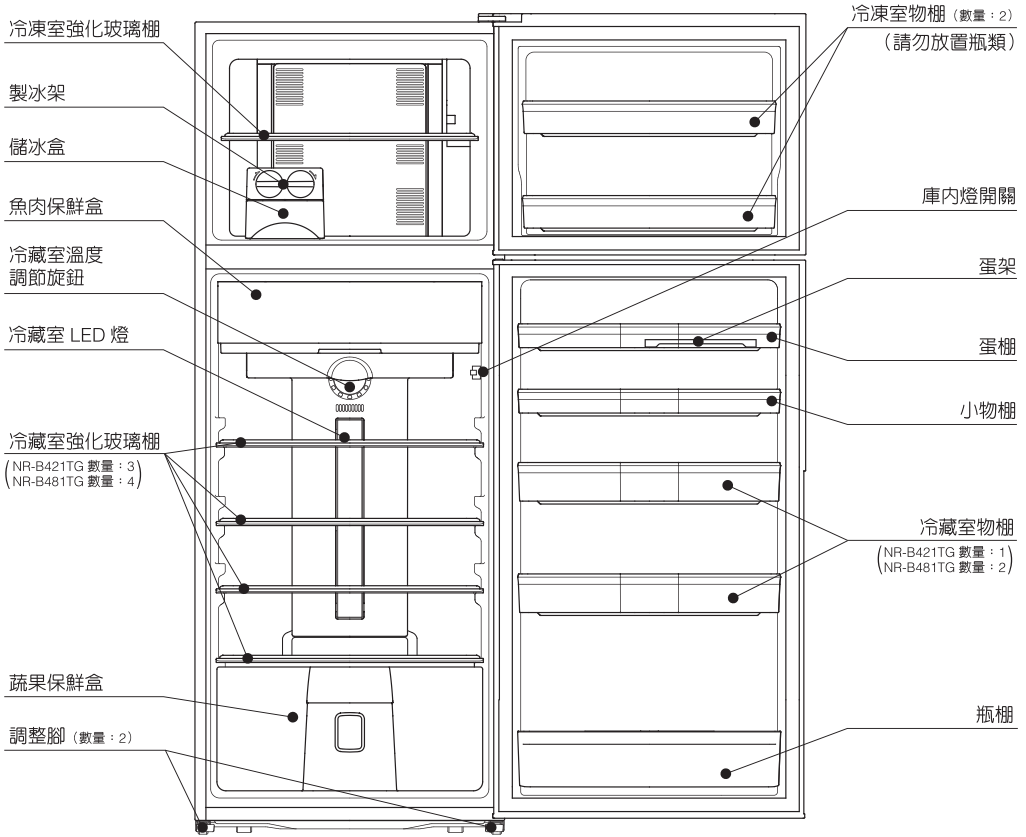 冷凍室強化玻璃棚
製冰架
儲冰盒
魚肉保鮮盒
冷藏室溫度
調節旋鈕
冷藏室 LED 燈
冷藏室強化玻璃棚
(NR-B421TG 數量：3
NR-B481TG 數量：4)
蔬果保鮮盒
調整腳（數量：2）
冷凍室物棚（數量：2）
（請勿放置瓶類）
庫內燈開關
蛋架
蛋棚
小物棚
冷藏室物棚
(NR-B421TG 數量：1
NR-B481TG 數量：2)
瓶棚